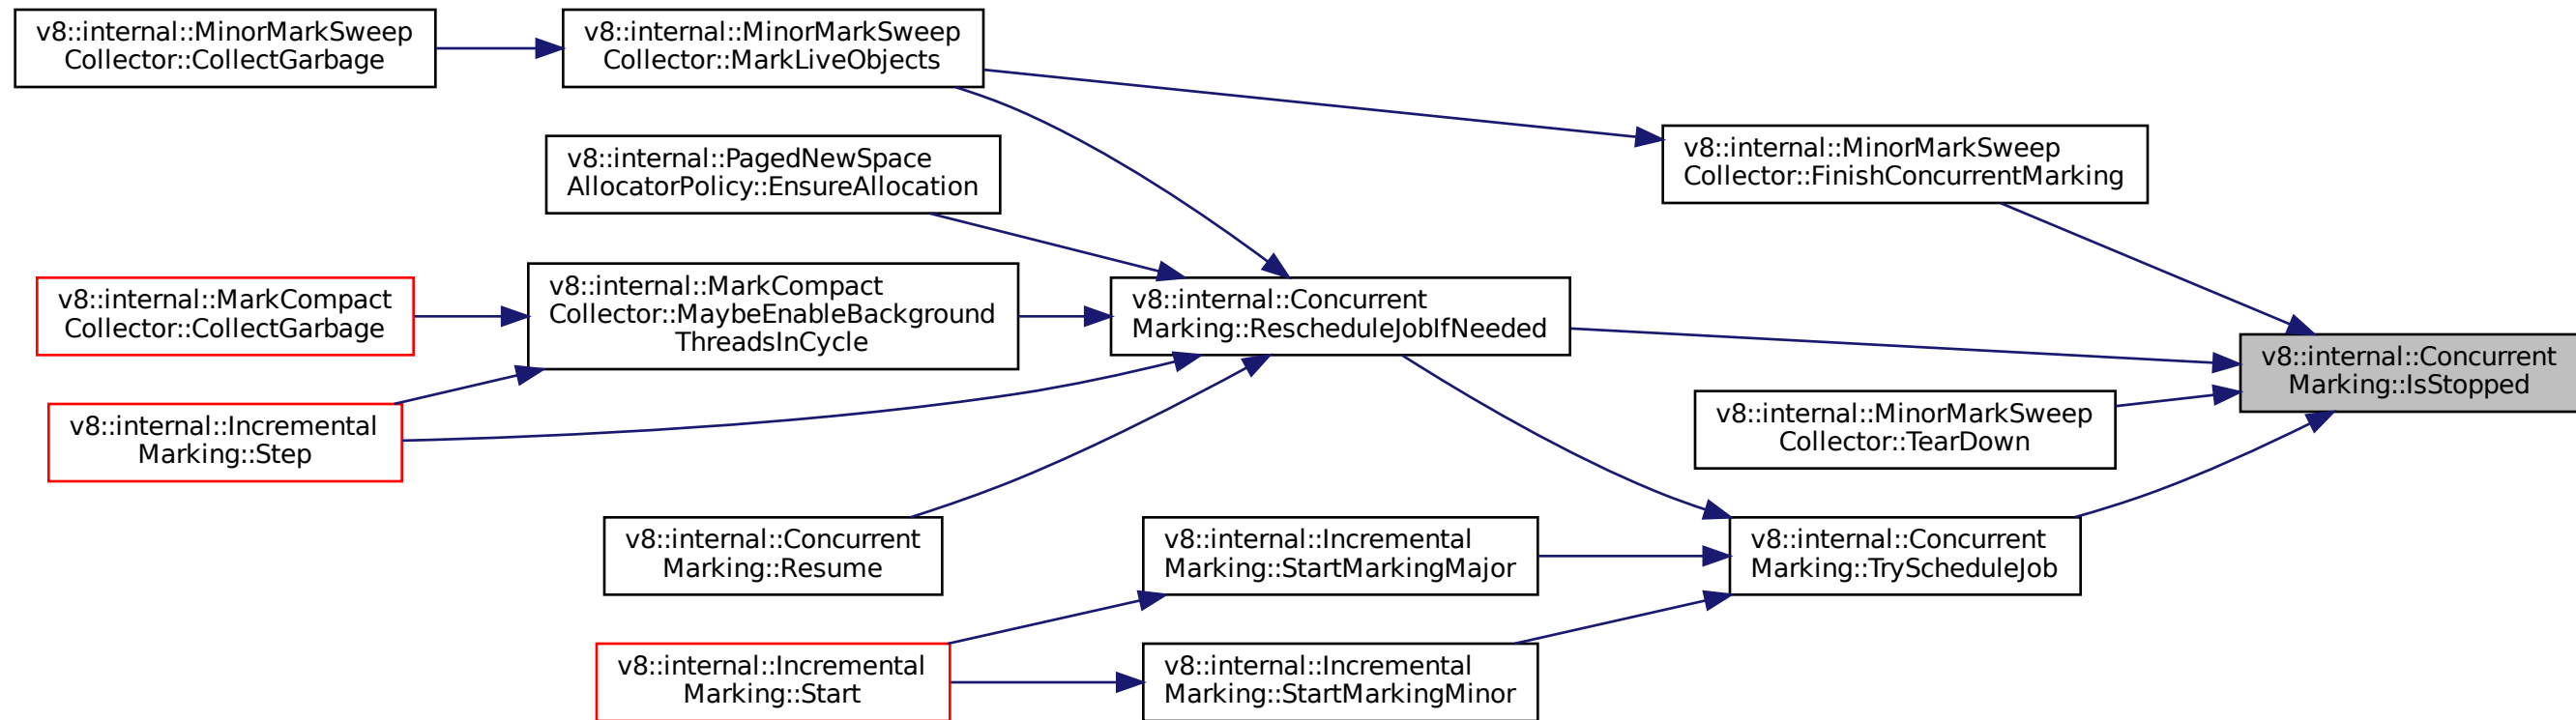 v8::internal::MinorMarkSweep
Collector::CollectGarbage
v8::internal::MinorMarkSweep
Collector::MarkLiveObjects
v8::internal::PagedNewSpace
AllocatorPolicy::EnsureAllocation
v8::internal::MinorMarkSweep
Collector::FinishConcurrentMarking
v8::internal::MarkCompact
Collector::CollectGarbage
v8::internal::MarkCompact
Collector::MaybeEnableBackground
ThreadsInCycle
v8::internal::Concurrent
Marking::RescheduleJobIfNeeded
v8::internal::Concurrent
Marking::IsStopped
v8::internal::Incremental
Marking::Step
v8::internal::MinorMarkSweep
Collector::TearDown
v8::internal::Concurrent
Marking::Resume
v8::internal::Incremental
Marking::StartMarkingMajor
v8::internal::Concurrent
Marking::TryScheduleJob
v8::internal::Incremental
Marking::Start
v8::internal::Incremental
Marking::StartMarkingMinor